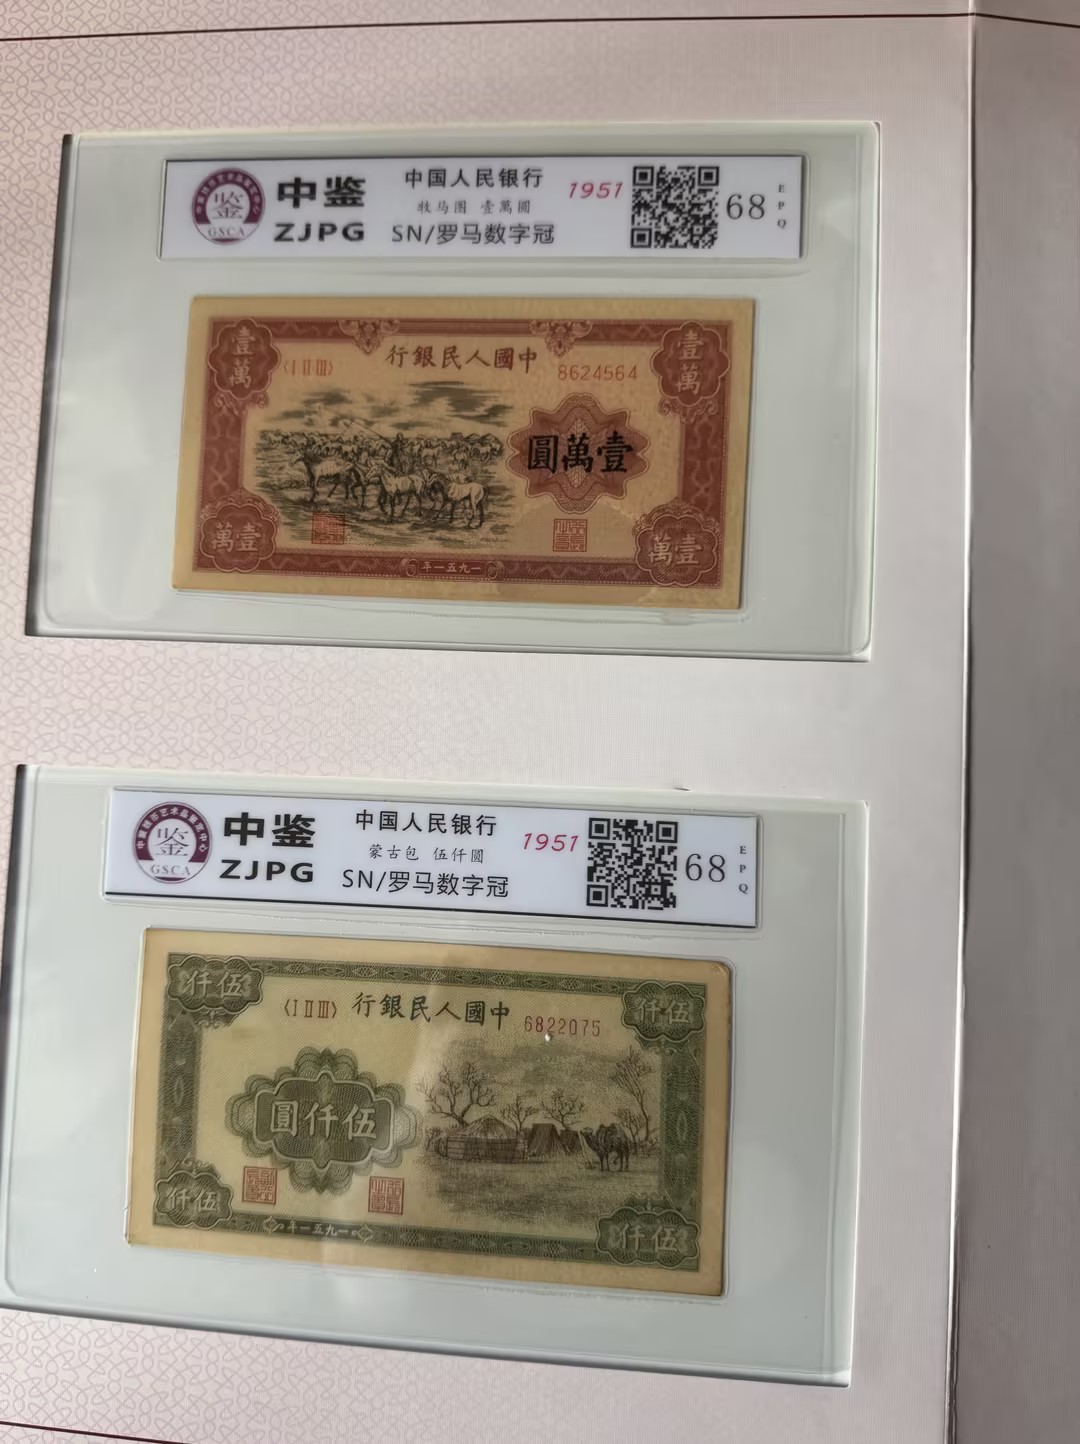 中鉴
ZJPG
GSCA
中国人民银行
牧马图 壹萬圓
SN/罗马数字冠
1951
68
EPQ
壹萬
壹萬
〈I II III〉
行銀民人國中
8624564
圓萬壹
萬壹
萬壹
年一五九一
中鉴
ZJPG
GSCA
中国人民银行
蒙古包 伍仟圆
SN/罗马数字冠
1951
68
EPQ
仟伍
仟伍
〈I II III〉
行銀民人國中
6822075
圓仟伍
仟伍
仟伍
年一五九一